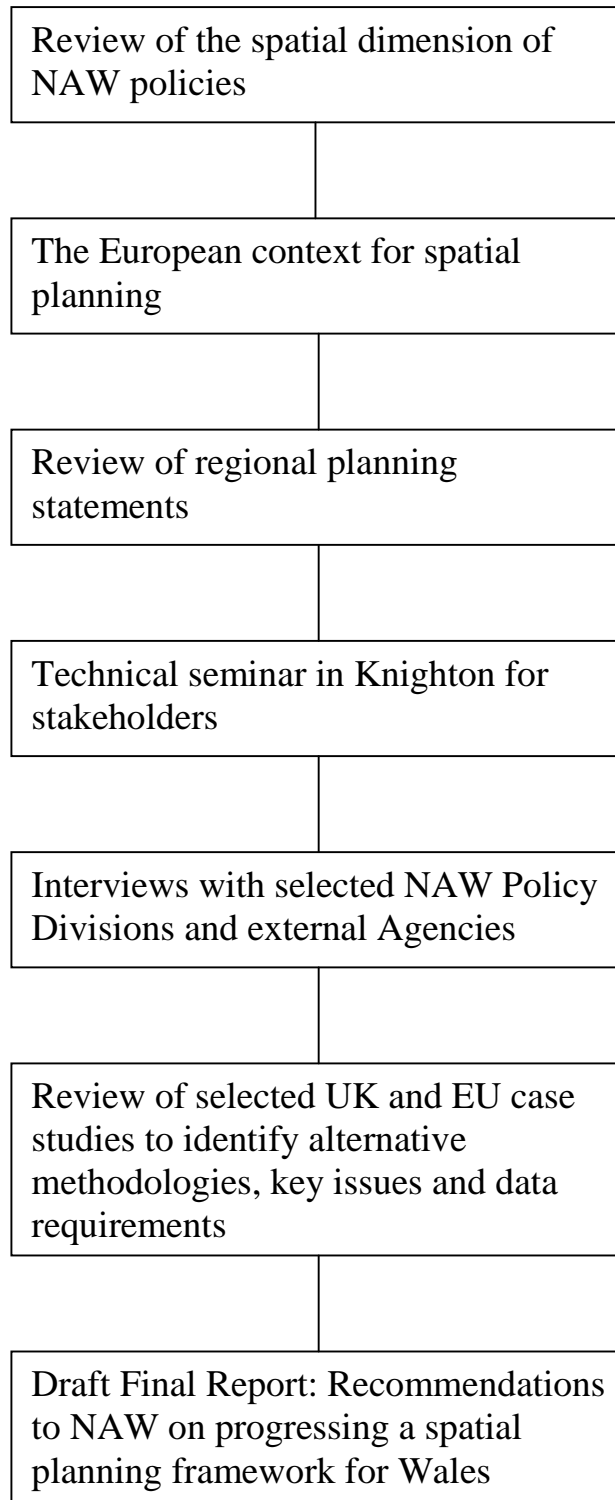 Review of the spatial dimension of
NAW policies
The European context for spatial
planning
Review of regional planning
statements
Technical seminar in Knighton for
stakeholders
Interviews with selected NAW Policy
Divisions and external Agencies
Review of selected UK and EU case
studies to identify alternative
methodologies, key issues and data
requirements
Draft Final Report: Recommendations
to NAW on progressing a spatial
planning framework for Wales